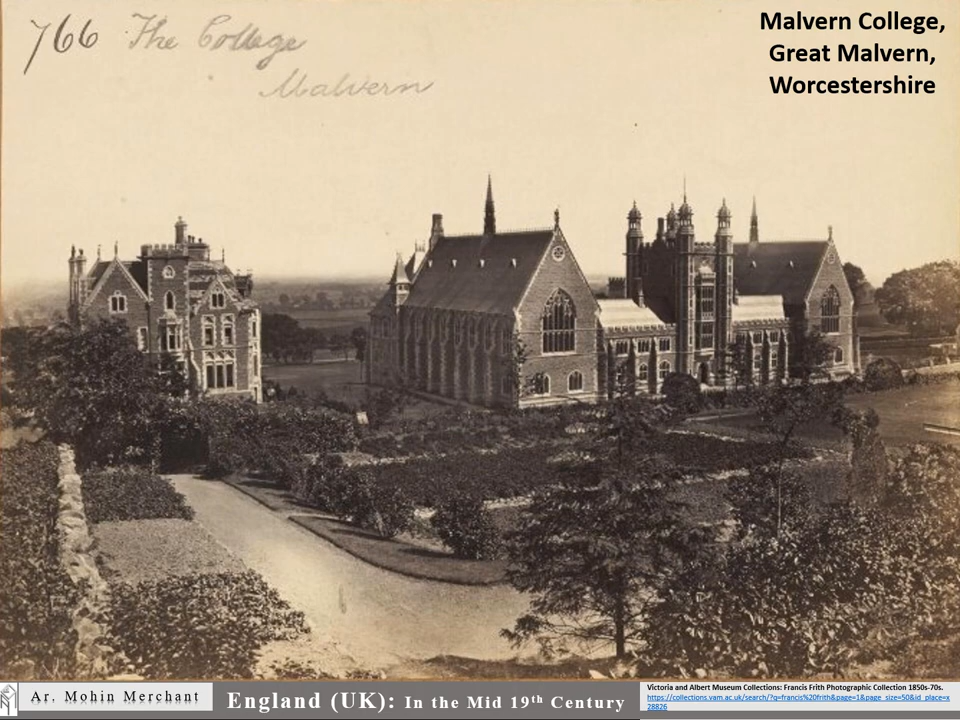 766 The College
Malvern
Malvern College,
Great Malvern,
Worcestershire
Ar. Mohin Merchant
England (UK): In the Mid 19th Century
Victoria and Albert Museum Collections: Francis Frith Photographic Collection 1850s-70s.
https://collections.vam.ac.uk/search/?q=francis%20frith&page=1&page_size=50&id_place=x
28826